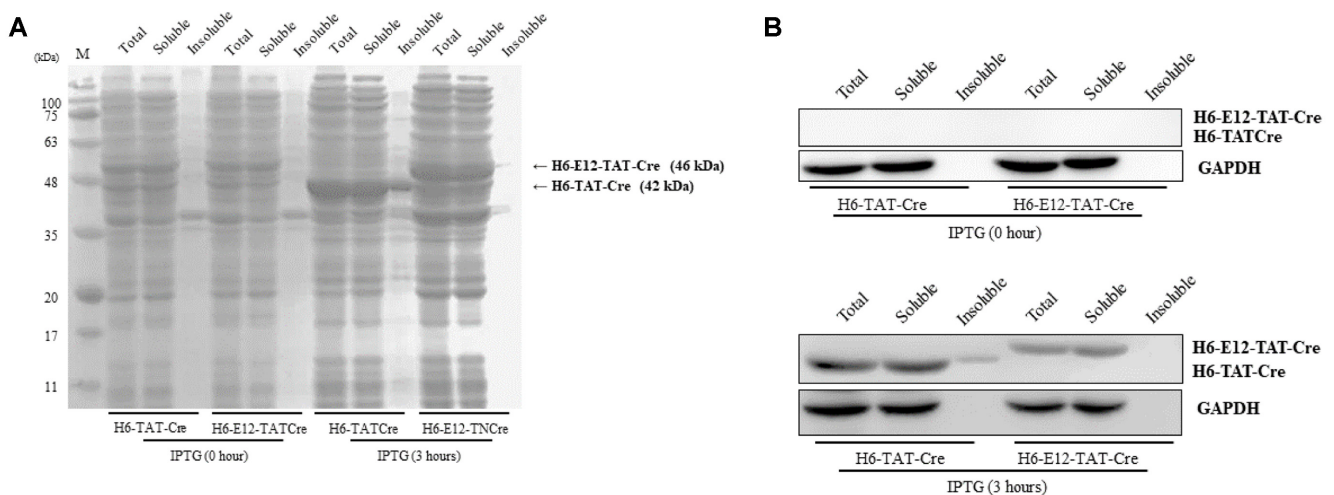 A
(kDa) M Total Soluble Insoluble Total Soluble Insoluble Total Soluble Insoluble Total Soluble Insoluble
100
75
63
48
35
20
17
11
← H6-E12-TAT-Cre (46 kDa)
← H6-TAT-Cre (42 kDa)
H6-TAT-Cre H6-E12-TATCre H6-TATCre H6-E12-TNCre
IPTG (0 hour) IPTG (3 hours)
B
Total Soluble Insoluble Total Soluble Insoluble
H6-E12-TAT-Cre
H6-TATCre
GAPDH
H6-TAT-Cre H6-E12-TAT-Cre
IPTG (0 hour)
Total Soluble Insoluble Total Soluble Insoluble
H6-E12-TAT-Cre
H6-TAT-Cre
GAPDH
H6-TAT-Cre H6-E12-TAT-Cre
IPTG (3 hours)